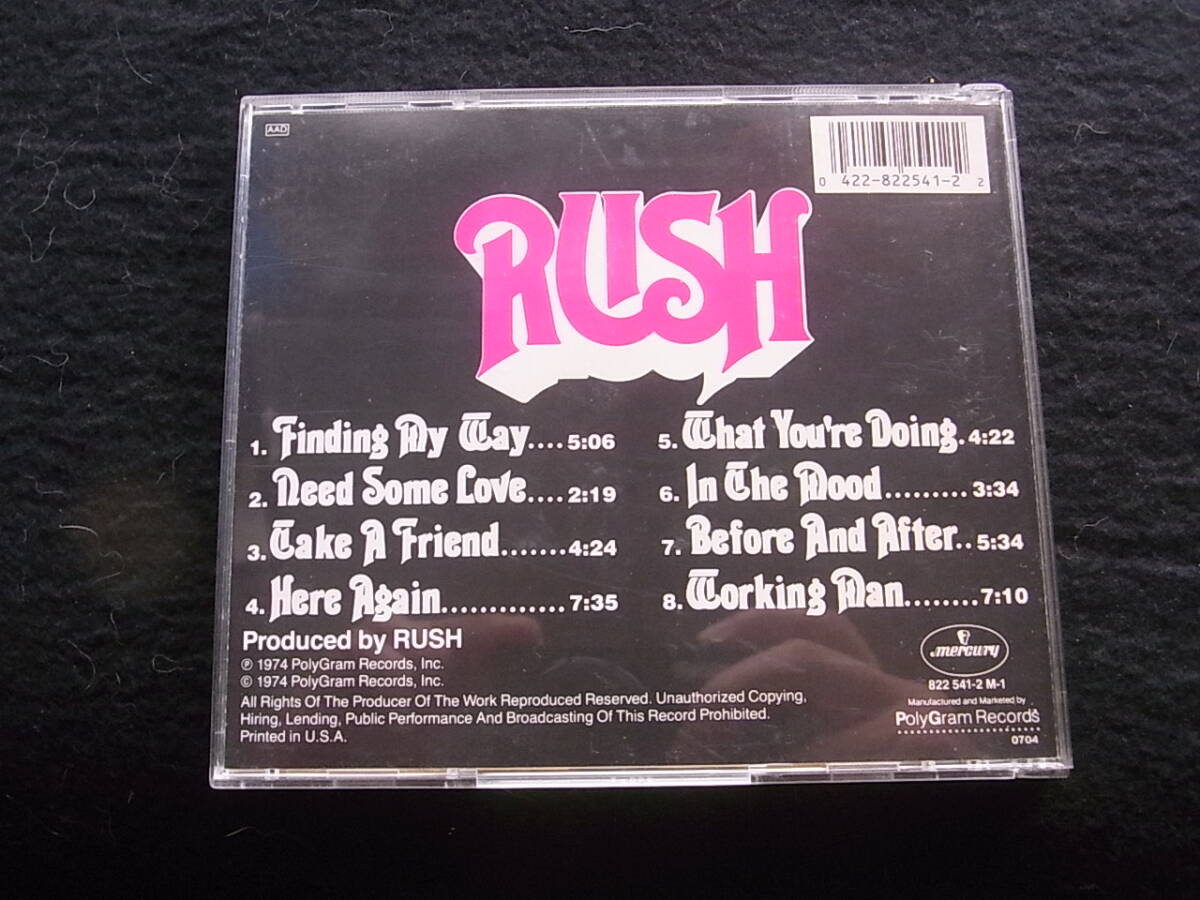 AAD
0 422-822541-2 2
RUSH
1. Finding My Way.... 5:06
2. Need Some Love.... 2:19
3. Take A Friend....... 4:24
4. Here Again............. 7:35
5. What You're Doing. 4:22
6. In The Mood......... 3:34
7. Before And After.. 5:34
8. Working Man........ 7:10
Produced by RUSH
℗ 1974 PolyGram Records, Inc.
© 1974 PolyGram Records, Inc.
All Rights Of The Producer Of The Work Reproduced Reserved. Unauthorized Copying,
Hiring, Lending, Public Performance And Broadcasting Of This Record Prohibited.
Printed in U.S.A.
mercury
822 541-2 M-1
Manufactured and Marketed by
PolyGram Records
0704